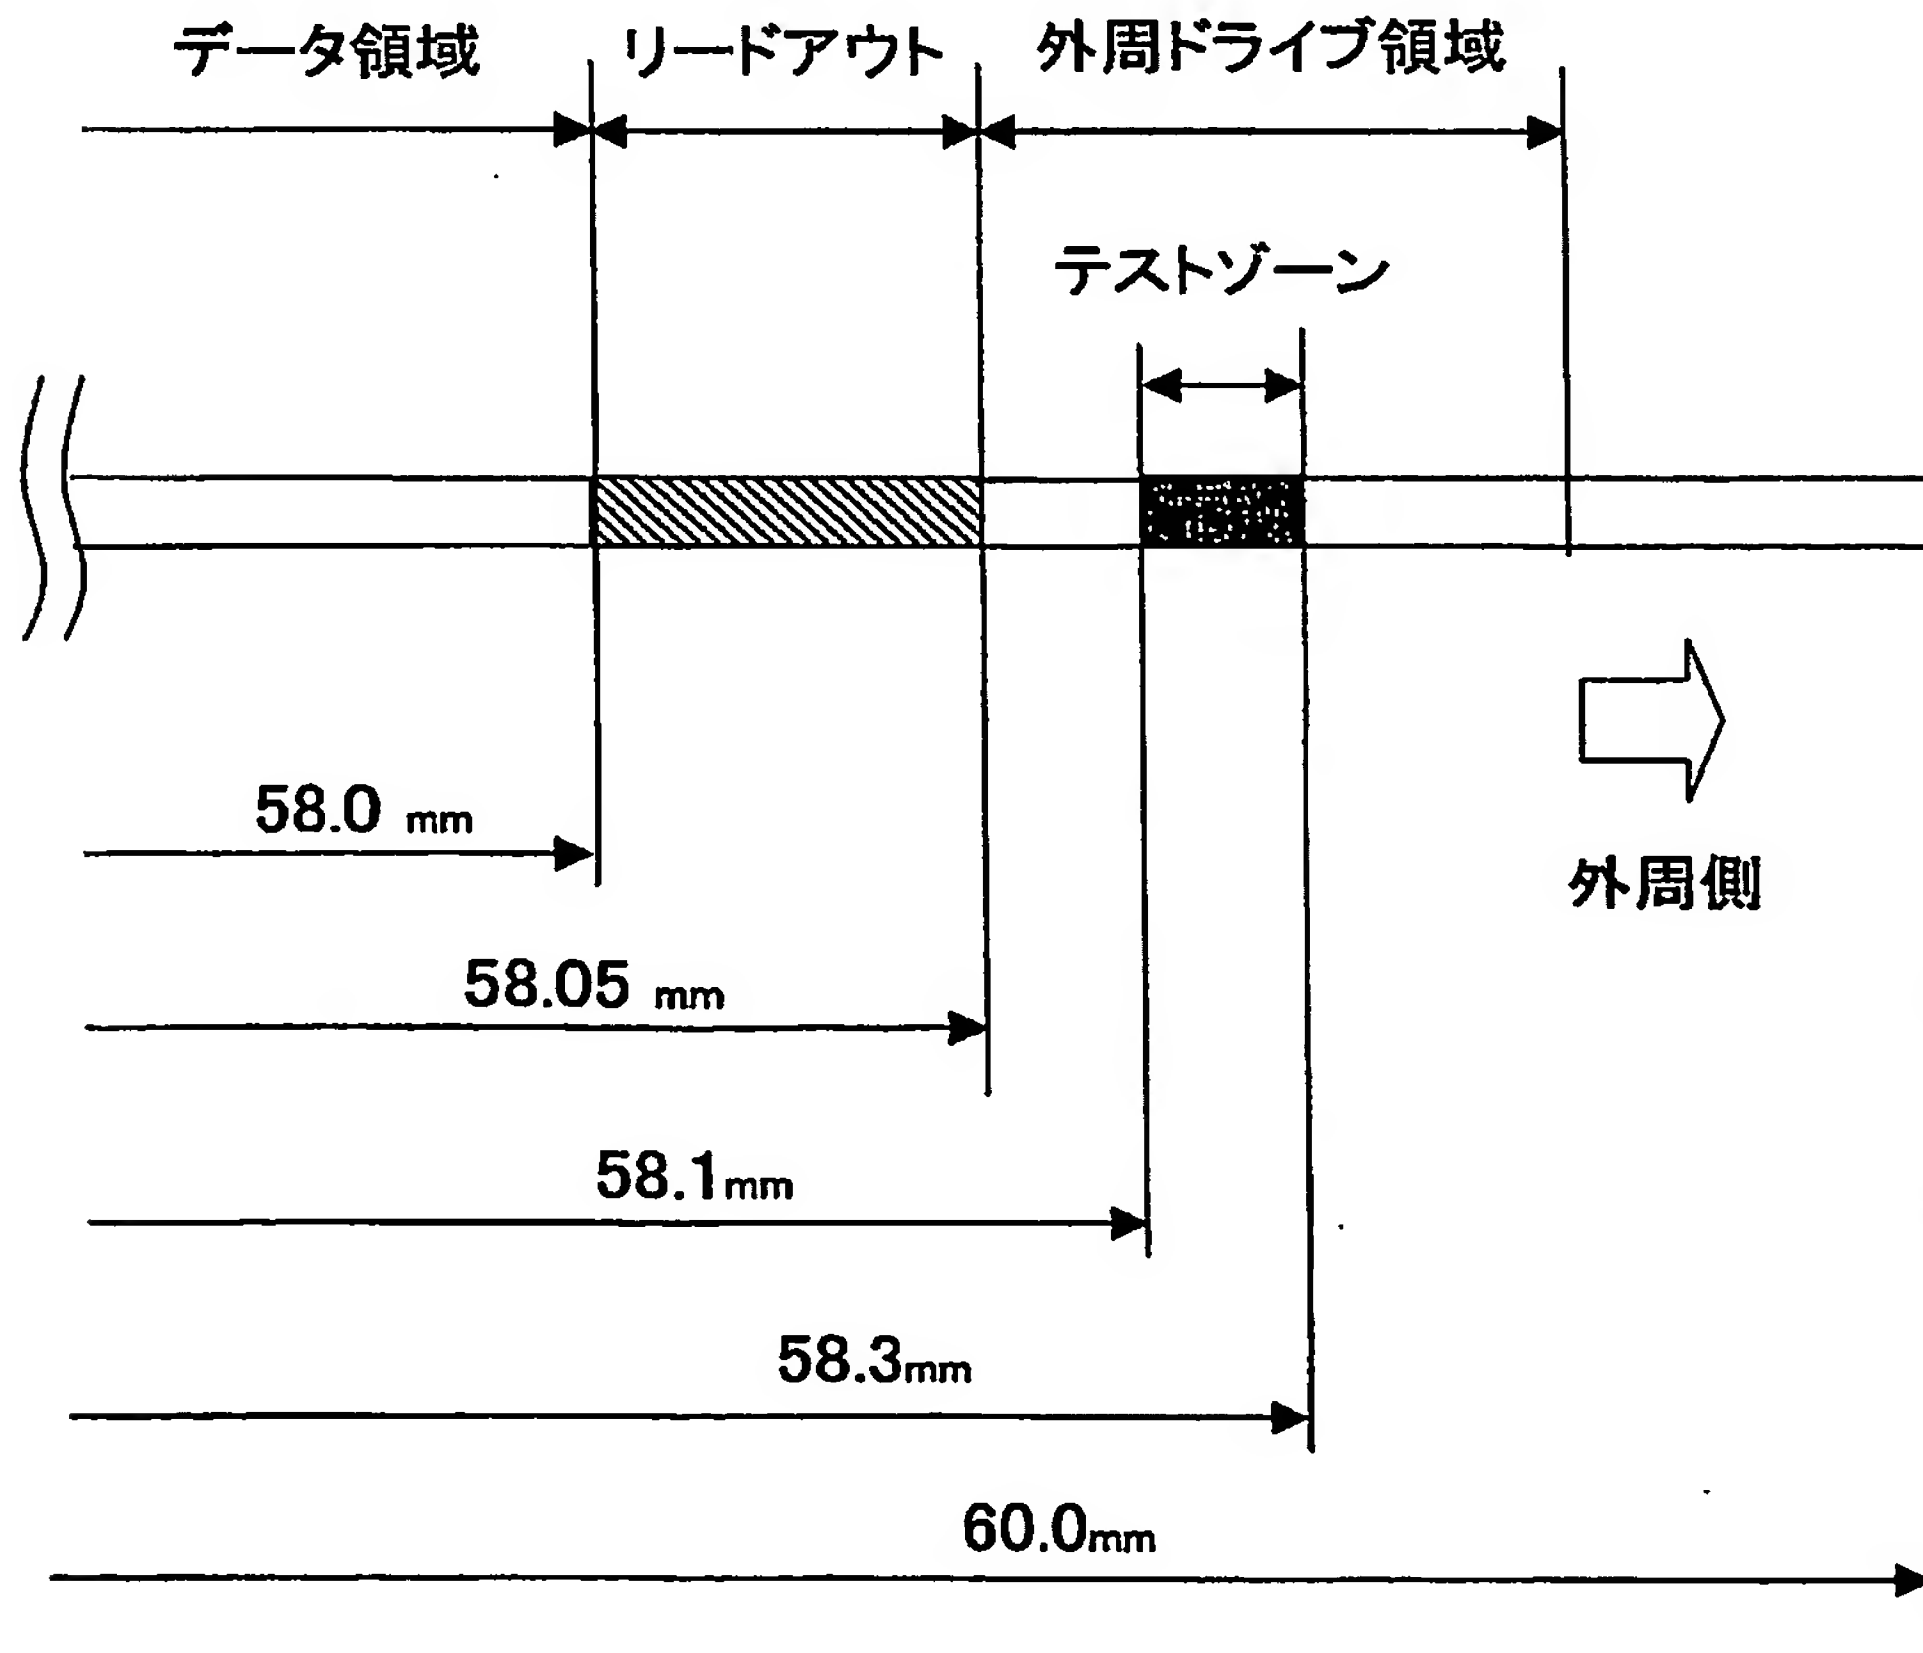 データ領域 リードアウト 外周ドライブ領域
テストゾーン
58.0 mm
外周側
58.05 mm
58.1mm
58.3mm
60.0mm